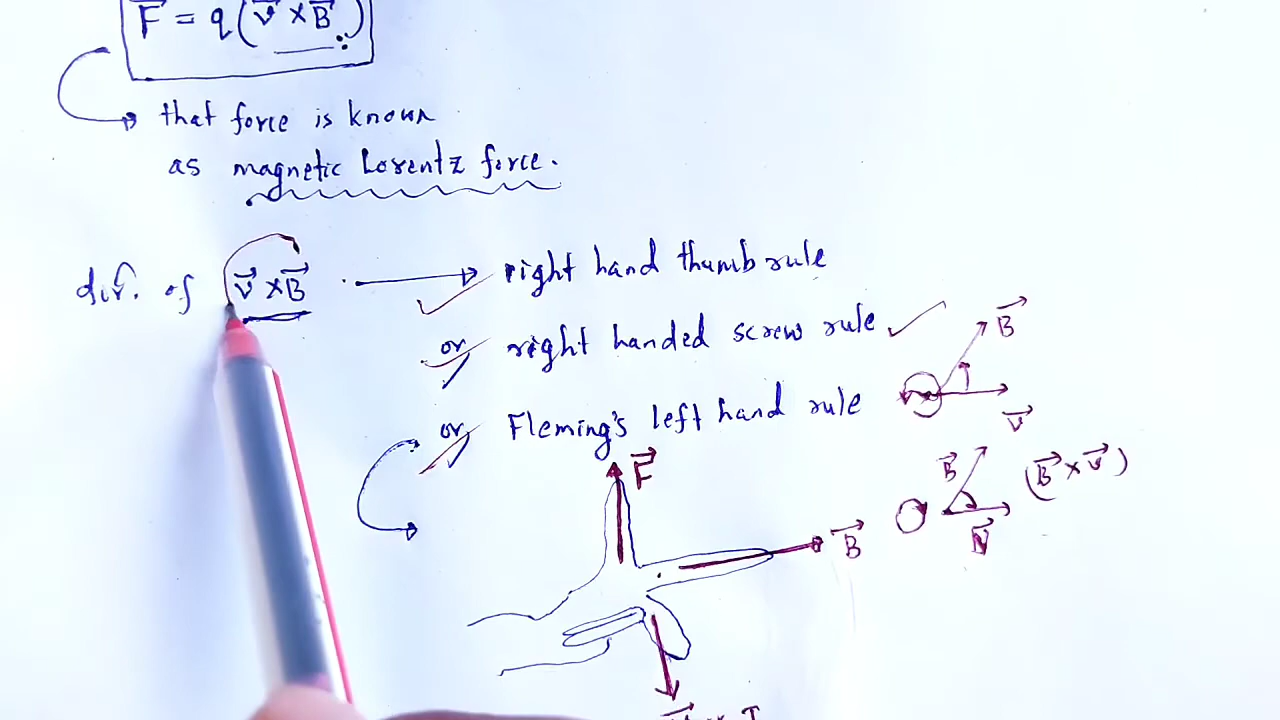 F⃗ = q(v⃗ × B⃗)
that force is known
as magnetic Lorentz force.
dir. of v⃗ × B⃗ → right hand thumb rule
or right handed screw rule
or Fleming's left hand rule
B⃗
v⃗
F⃗
B⃗
B⃗
(B⃗ × v⃗)
v⃗